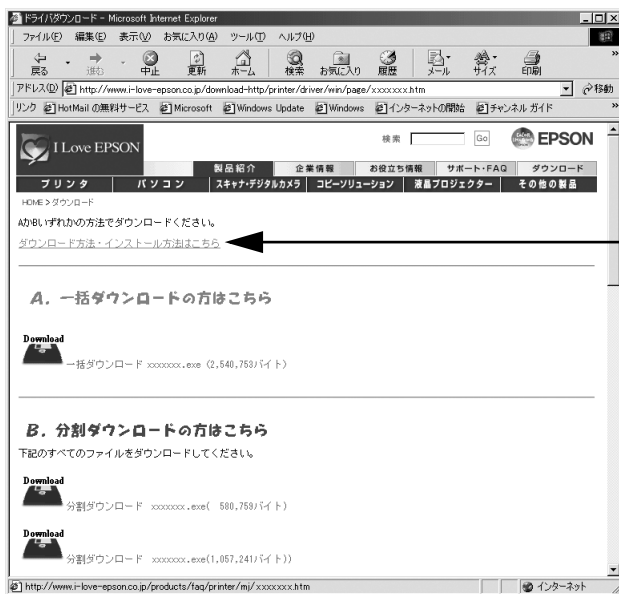 ドライバダウンロード - Microsoft Internet Explorer
ファイル(F) 編集(E) 表示(V) お気に入り(A) ツール(T) ヘルプ(H)
戻る 進む 中止 更新 ホーム 検索 お気に入り 履歴 メール サイズ 印刷
アドレス(D) http://www.i-love-epson.co.jp/download-http/printer/driver/win/page/xxxxxxx.htm 移動
リンク HotMail の無料サービス Microsoft Windows Update Windows インターネットの開始 チャンネル ガイド
I Love EPSON 検索 Go EPSON
製品紹介 企業情報 お役立ち情報 サポート・FAQ ダウンロード
プリンタ パソコン スキャナ・デジタルカメラ コピーソリューション 液晶プロジェクター その他の製品
HOME > ダウンロード
AかBいずれかの方法でダウンロードください。
ダウンロード方法・インストール方法はこちら
A. 一括ダウンロードの方はこちら
Download
一括ダウンロード xxxxxxx.exe (2,540,753バイト)
B. 分割ダウンロードの方はこちら
下記のすべてのファイルをダウンロードしてください。
Download
分割ダウンロード xxxxxxx.exe( 580,759バイト)
Download
分割ダウンロード xxxxxxx.exe(1,057,241バイト))
http://www.i-love-epson.co.jp/products/faq/printer/mj/xxxxxxx.htm インターネット